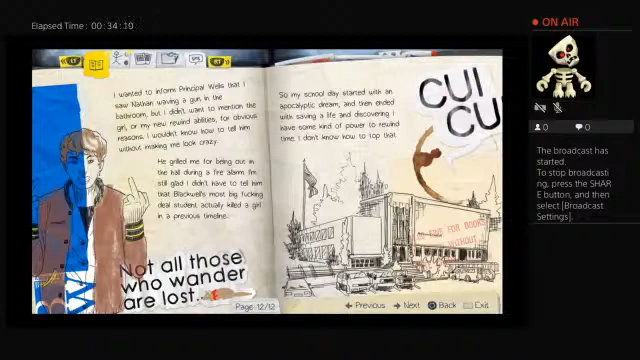 Elapsed Time : 00:34:10
ON AIR
LT
SMS
RT
I wanted to inform Principal Wells that I
saw Nathan waving a gun in the
bathroom, but I didn't want to mention the
girl, or my new rewind abilities, for obvious
reasons. I wouldn't know how to tell him
without making me look crazy.
He grilled me for being out in
the hall during a fire alarm. I'm
still glad I didn't have to tell him
that Blackwell's most big fucking
deal student actually killed a girl
in a previous timeline.
Not all those
who wander
are lost...
Page 12/12
So my school day started with an
apocalyptic dream, and then ended
with saving a life and discovering I
have some kind of power to rewind
time. I don't know how to top that.
CUI
CU
FINE FOR BOOKS
WITHOUT
Previous
Next
Back
Exit
0
0
The broadcast has
started.
To stop broadcasti
ng, press the SHAR
E button, and then
select [Broadcast
Settings].